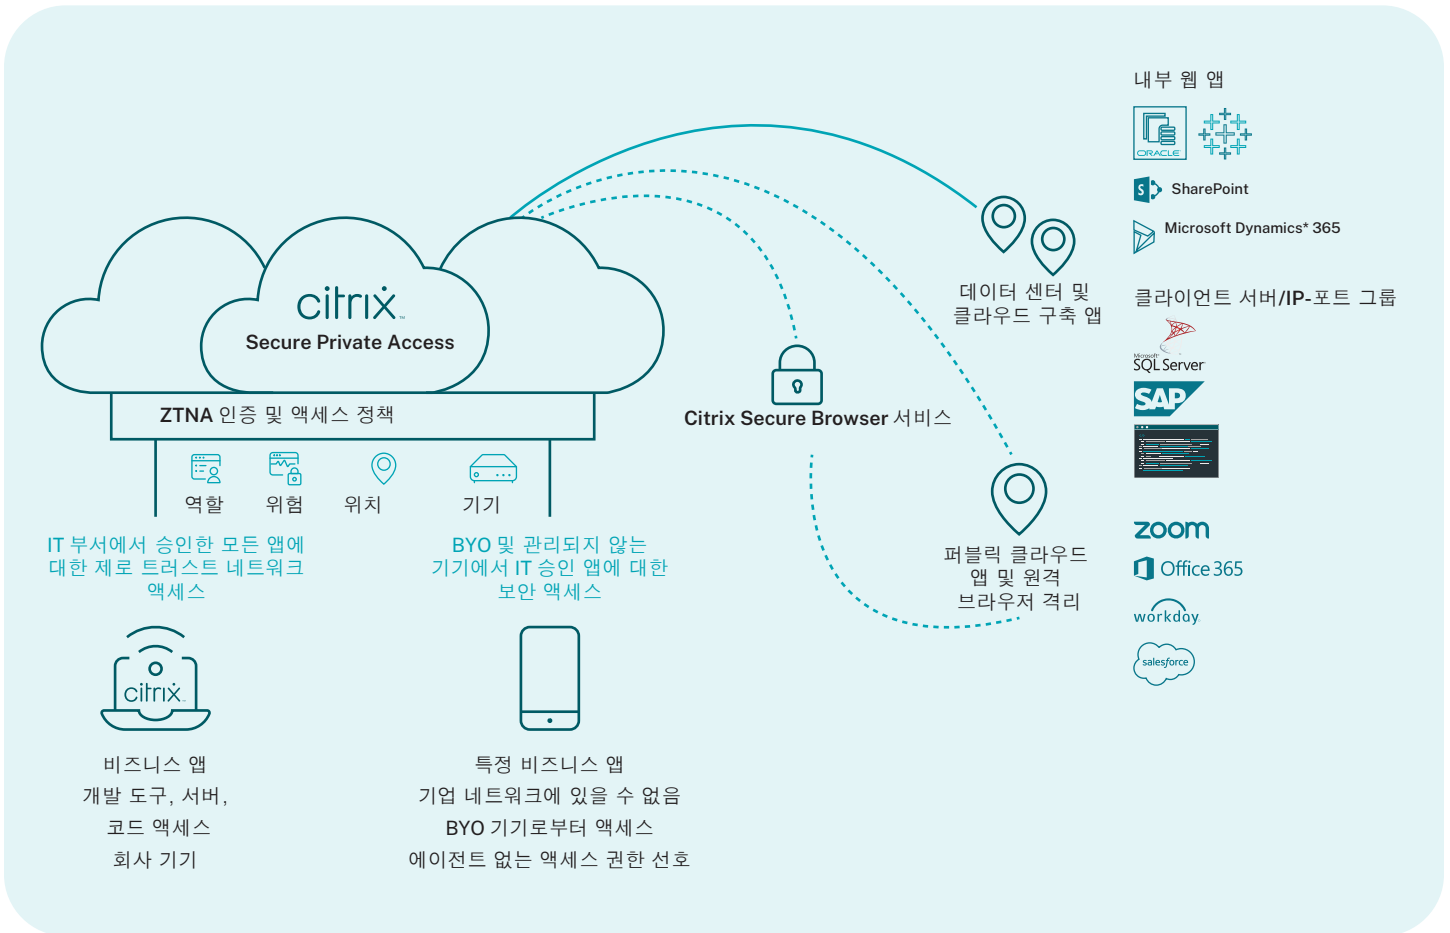 citrix™
Secure Private Access
ZTNA 인증 및 액세스 정책
역할
위험
위치
기기
IT 부서에서 승인한 모든 앱에
대한 제로 트러스트 네트워크
액세스
BYO 및 관리되지 않는
기기에서 IT 승인 앱에 대한
보안 액세스
citrix
비즈니스 앱
개발 도구, 서버,
코드 액세스
회사 기기
특정 비즈니스 앱
기업 네트워크에 있을 수 없음
BYO 기기로부터 액세스
에이전트 없는 액세스 권한 선호
Citrix Secure Browser 서비스
데이터 센터 및
클라우드 구축 앱
퍼블릭 클라우드
앱 및 원격
브라우저 격리
내부 웹 앱
ORACLE
S SharePoint
Microsoft Dynamics* 365
클라이언트 서버/IP-포트 그룹
Microsoft
SQL Server
SAP
zoom
Office 365
workday
salesforce